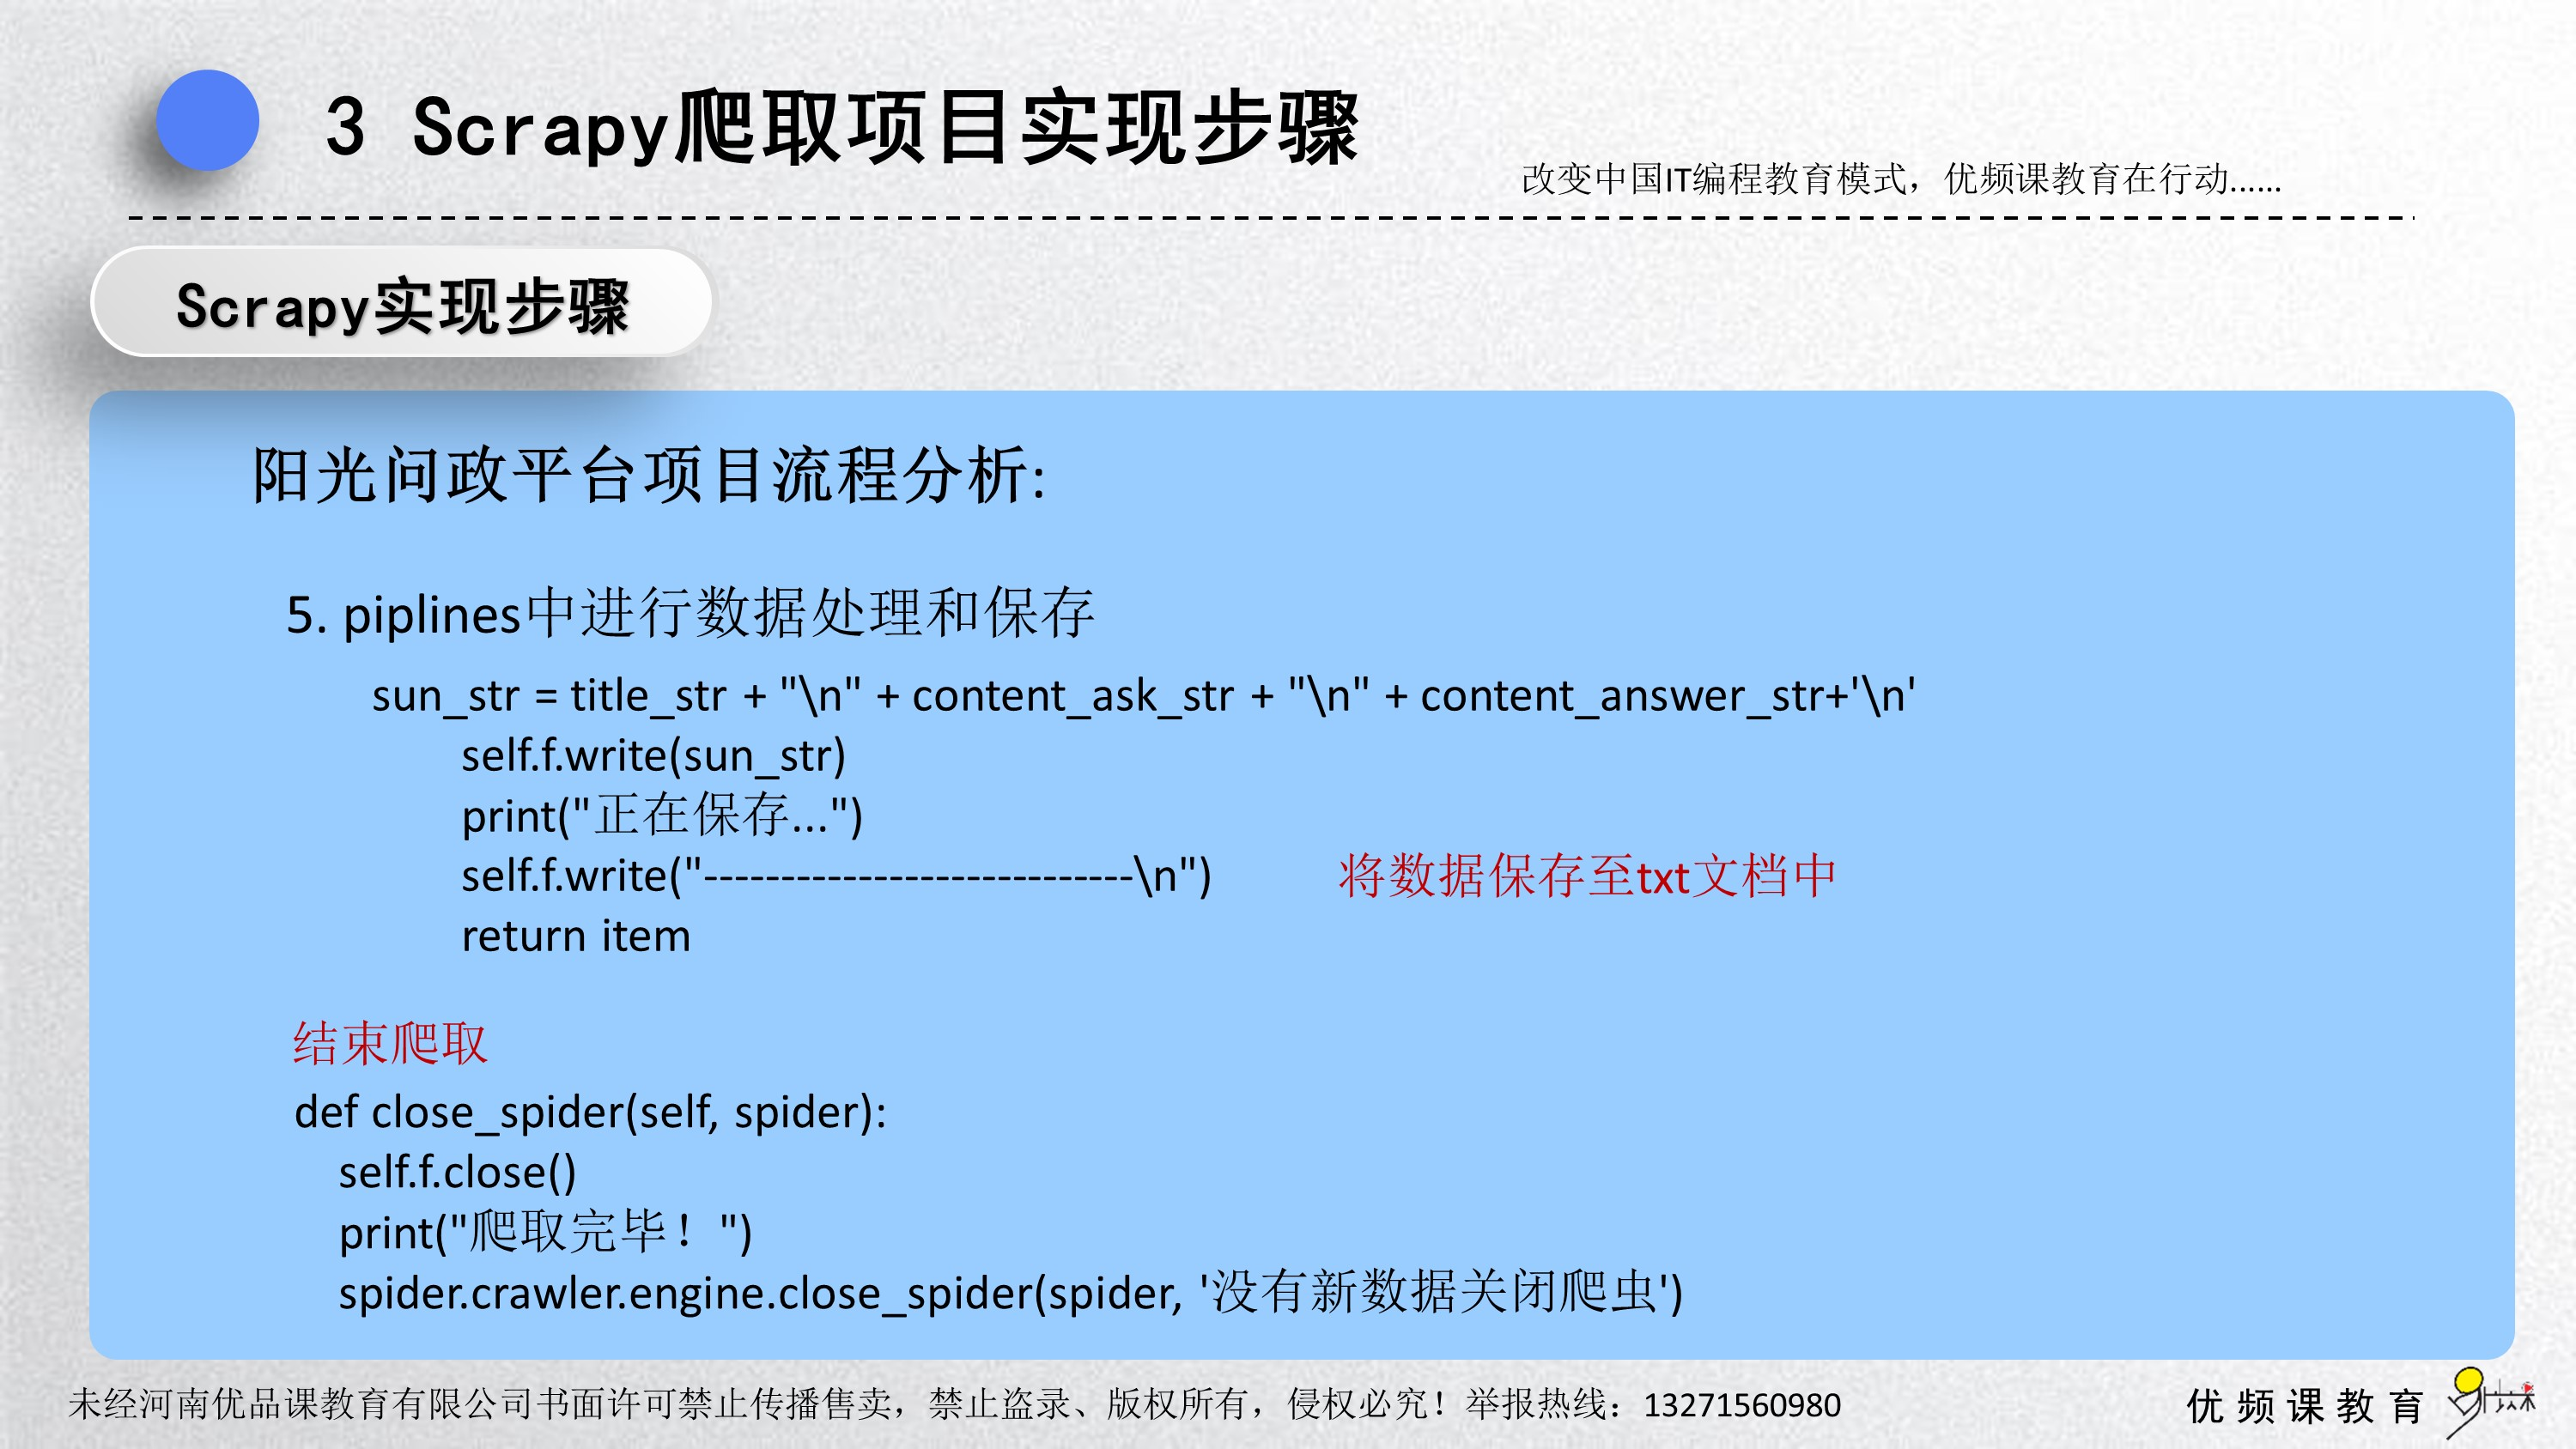 3 Scrapy爬取项目实现步骤
改变中国IT编程教育模式，优频课教育在行动……
Scrapy实现步骤
阳光问政平台项目流程分析:
5. piplines中进行数据处理和保存
sun_str = title_str + "\n" + content_ask_str + "\n" + content_answer_str+'\n'
self.f.write(sun_str)
print("正在保存...")
self.f.write("----------------------------\n") 将数据保存至txt文档中
return item
结束爬取
def close_spider(self, spider):
self.f.close()
print("爬取完毕！")
spider.crawler.engine.close_spider(spider, '没有新数据关闭爬虫')
未经河南优品课教育有限公司书面许可禁止传播售卖，禁止盗录、版权所有，侵权必究！举报热线：13271560980
优频课教育